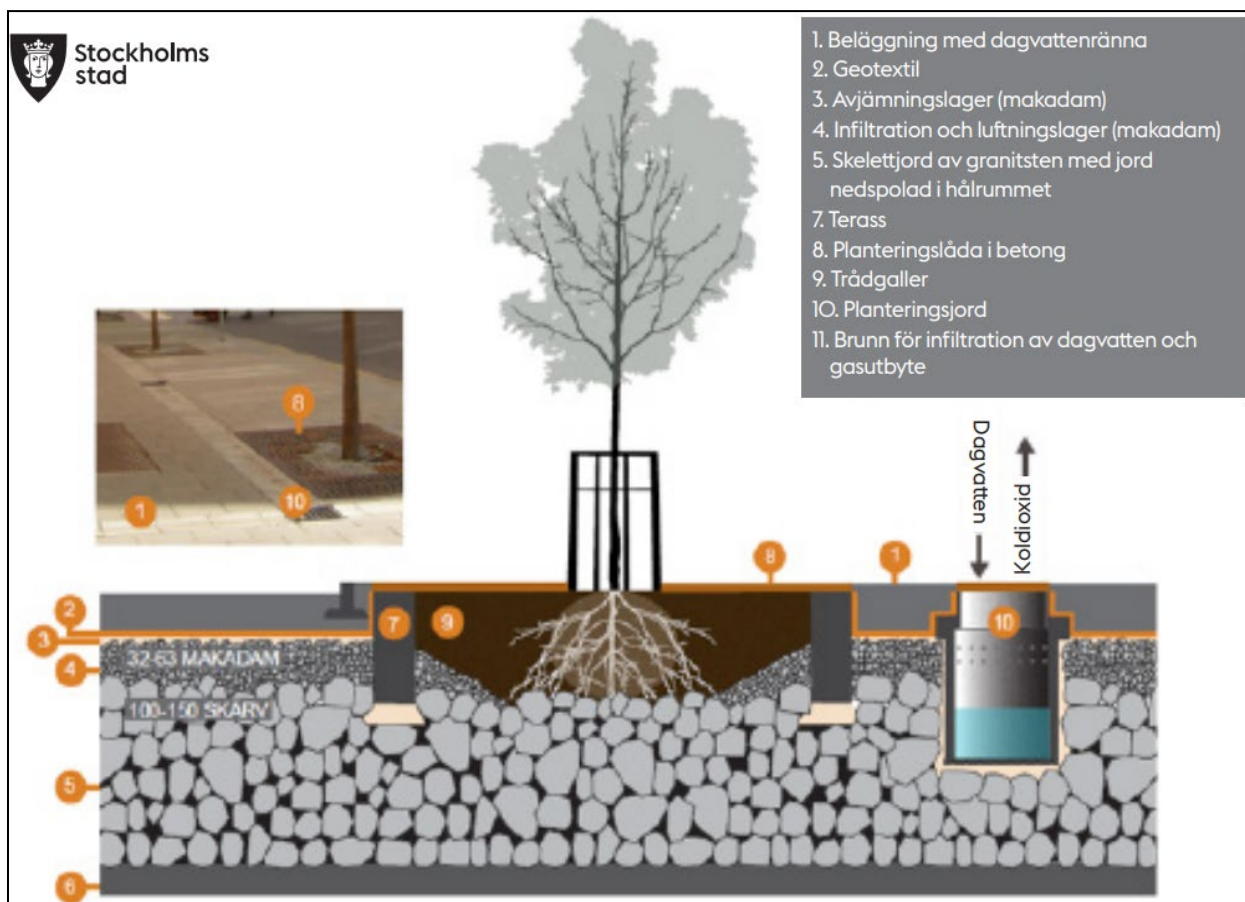 Stockholms
stad
1. Beläggning med dagvattenränna
2. Geotextil
3. Avjämningslager (makadam)
4. Infiltration och luftningslager (makadam)
5. Skelettjord av granitsten med jord
nedspolad i hålrummet
7. Terass
8. Planteringslåda i betong
9. Trådgaller
10. Planteringsjord
11. Brunn för infiltration av dagvatten och
gasutbyte
8
1
10
Dagvatten
Koldioxid
8
1
2
7
9
10
3
4
32-63 MAKADAM
100-150 SKARV
5
6